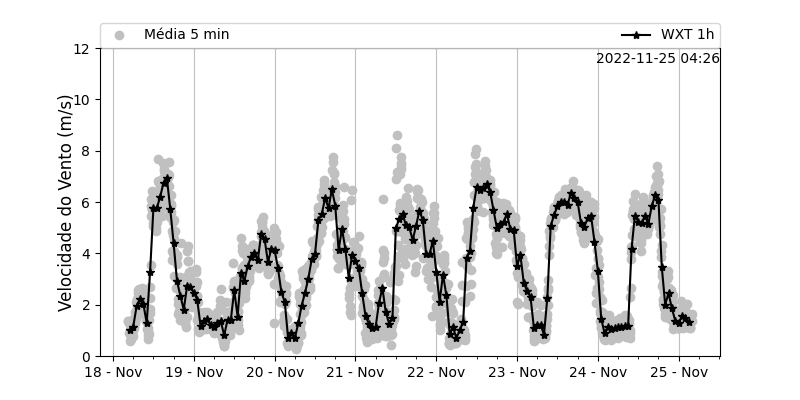 Média 5 min
WXT 1h
2022-11-25 04:26
Velocidade do Vento (m/s)
12
10
8
6
4
2
0
18 - Nov
19 - Nov
20 - Nov
21 - Nov
22 - Nov
23 - Nov
24 - Nov
25 - Nov